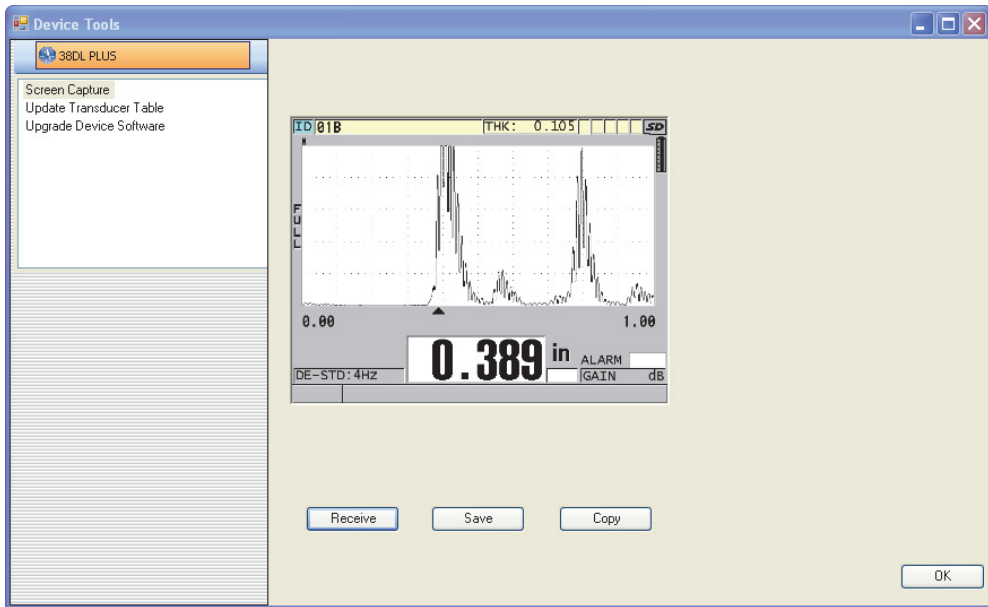 Device Tools
38DL PLUS
Screen Capture
Update Transducer Table
Upgrade Device Software
ID 01B THK: 0.105 SD
FULL
0.00 1.00
0.389 in ALARM
DE-STD:4HZ GAIN dB
Receive Save Copy
OK